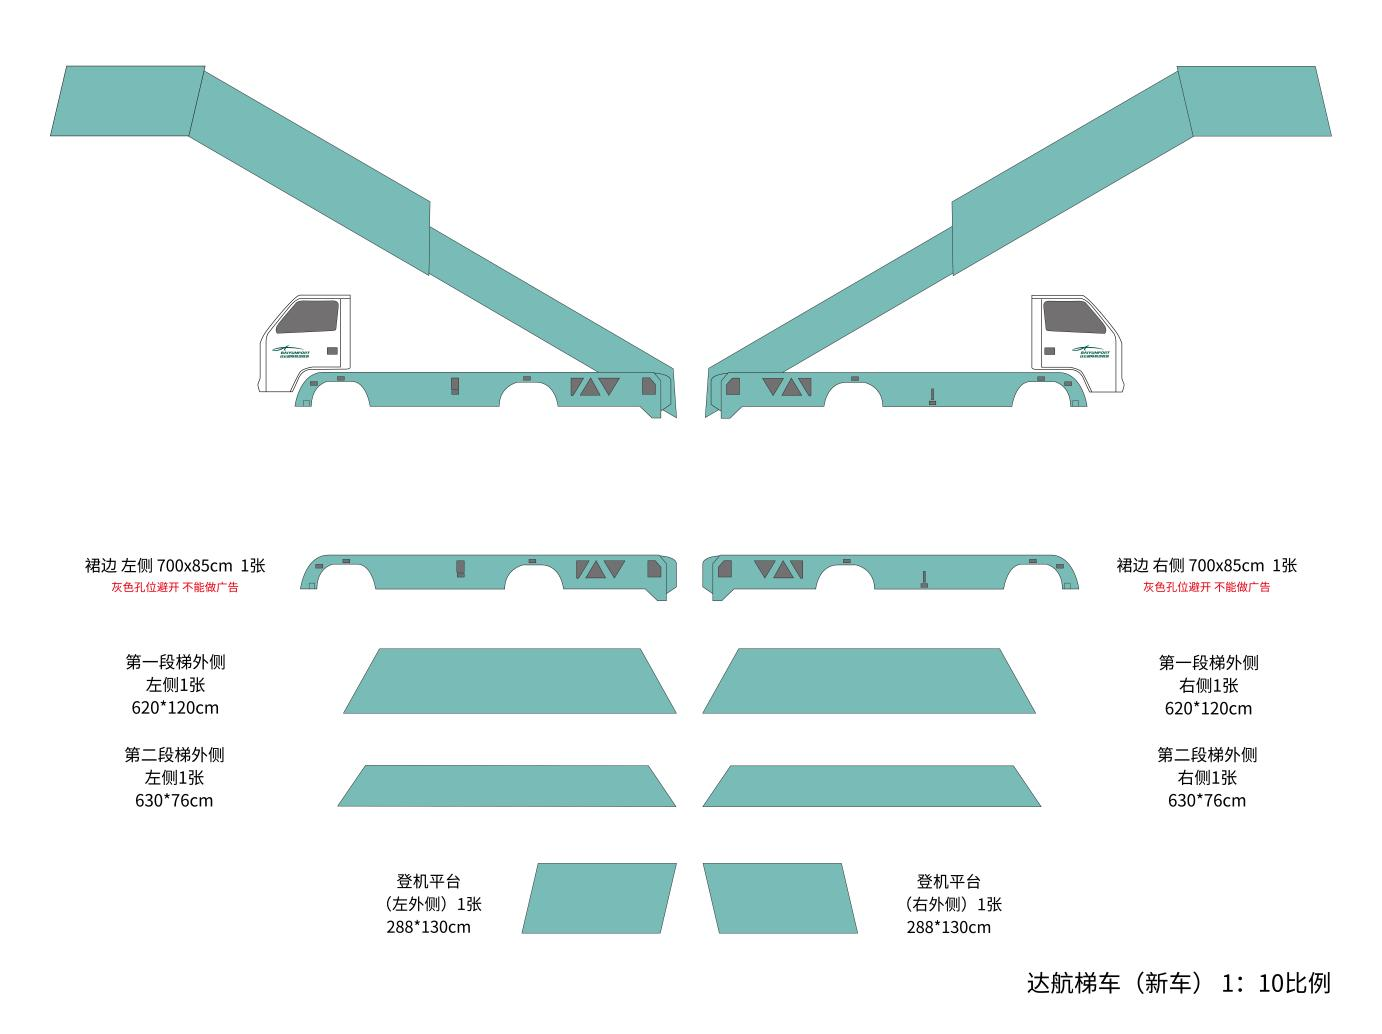 BAIYUNPORT
BAIYUNPORT
裙边 左侧 700x85cm 1张
灰色孔位避开 不能做广告
裙边 右侧 700x85cm 1张
灰色孔位避开 不能做广告
第一段梯外侧
左侧1张
620*120cm
第一段梯外侧
右侧1张
620*120cm
第二段梯外侧
左侧1张
630*76cm
第二段梯外侧
右侧1张
630*76cm
登机平台
（左外侧）1张
288*130cm
登机平台
（右外侧）1张
288*130cm
达航梯车（新车） 1：10比例